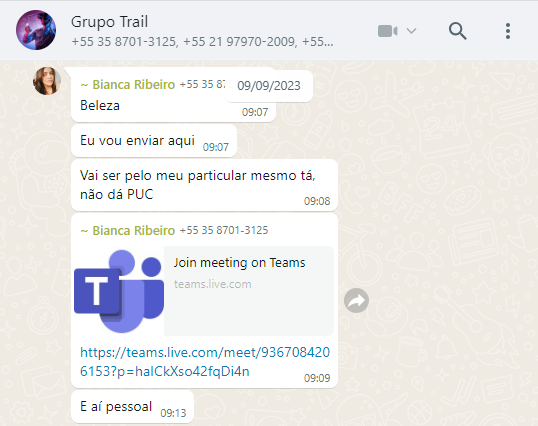 Grupo Trail
+55 35 8701-3125, +55 21 97970-2009, +55...
~ Bianca Ribeiro +55 35 87
09/09/2023
Beleza
09:07
Eu vou enviar aqui
09:07
Vai ser pelo meu particular mesmo tá,
não dá PUC
09:08
~ Bianca Ribeiro +55 35 8701-3125
T
Join meeting on Teams
teams.live.com
https://teams.live.com/meet/936708420
6153?p=halCkXso42fqDi4n
09:09
E aí pessoal
09:13